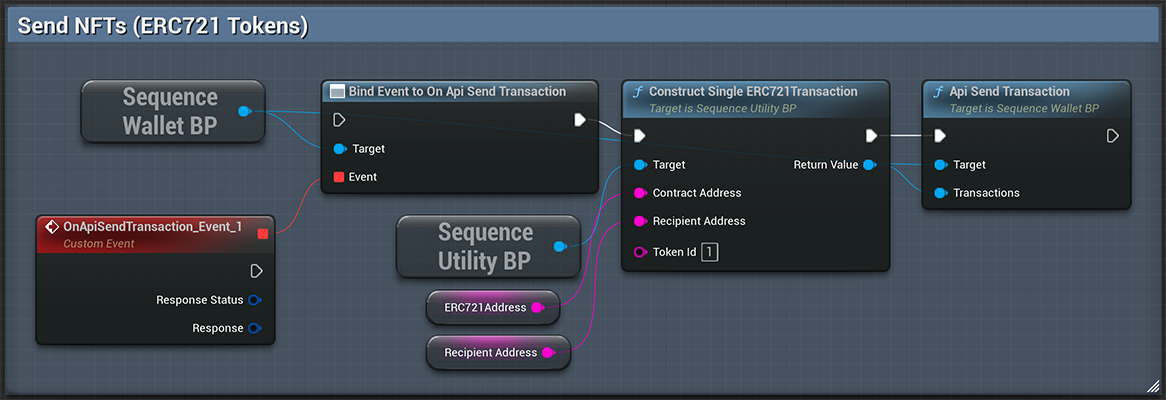 Send NFTs (ERC721 Tokens)
Sequence
Wallet BP
Bind Event to On Api Send Transaction
Target
Event
Construct Single ERC721Transaction
Target is Sequence Utility BP
Target
Return Value
Contract Address
Recipient Address
Token Id 1
Api Send Transaction
Target is Sequence Wallet BP
Target
Transactions
OnApiSendTransaction_Event_1
Custom Event
Response Status
Response
Sequence
Utility BP
ERC721Address
Recipient Address